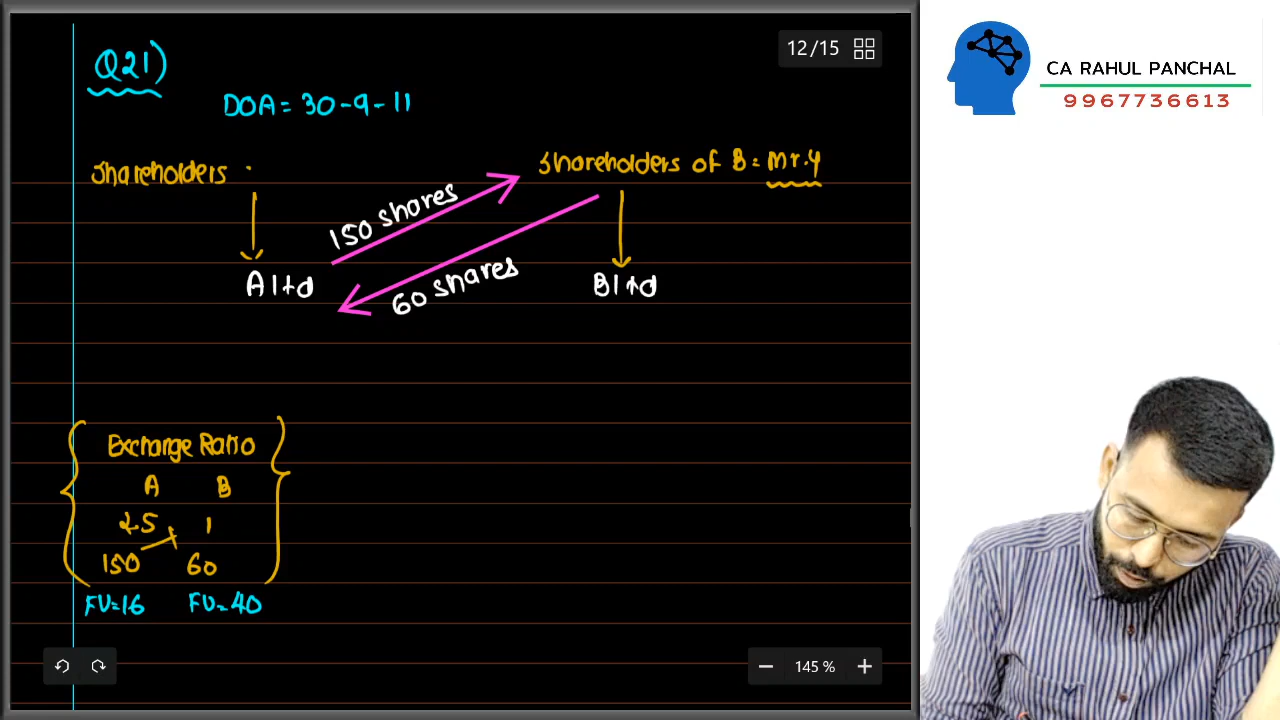 Q21)
12/15
CA RAHUL PANCHAL
9967736613
DOA = 30-9-11
Shareholders
Shareholders of B = Mr.Y
150 shares
60 shares
A ltd
B ltd
Exchange Ratio
A B
2.5 1
150 60
FV=16 FV=40
145 %